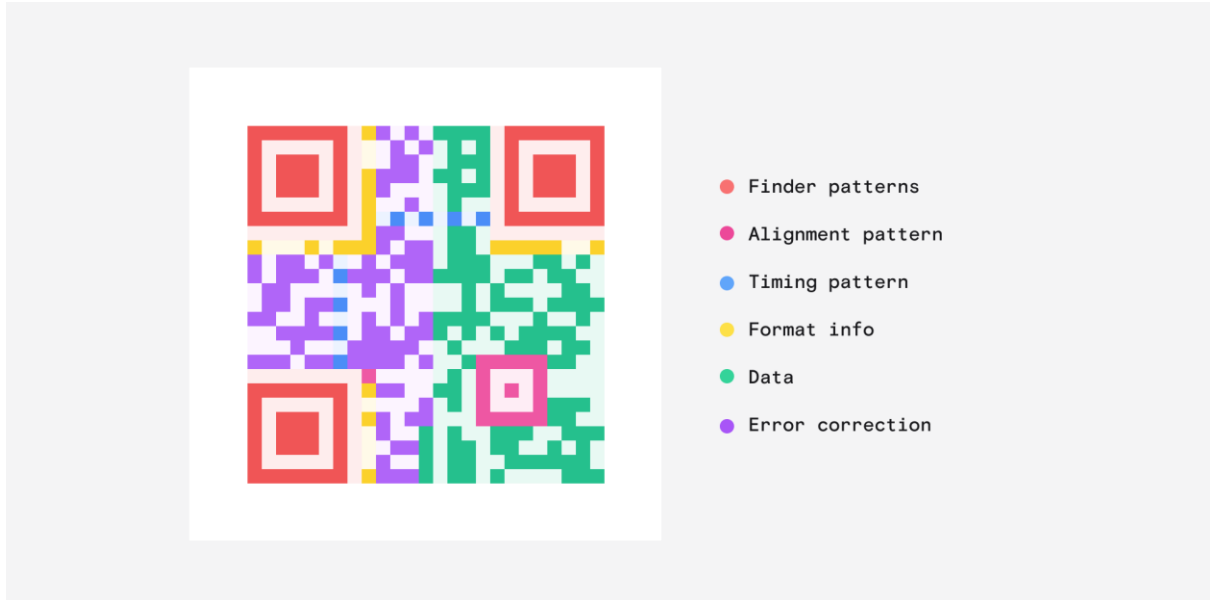 Finder patterns
Alignment pattern
Timing pattern
Format info
Data
Error correction